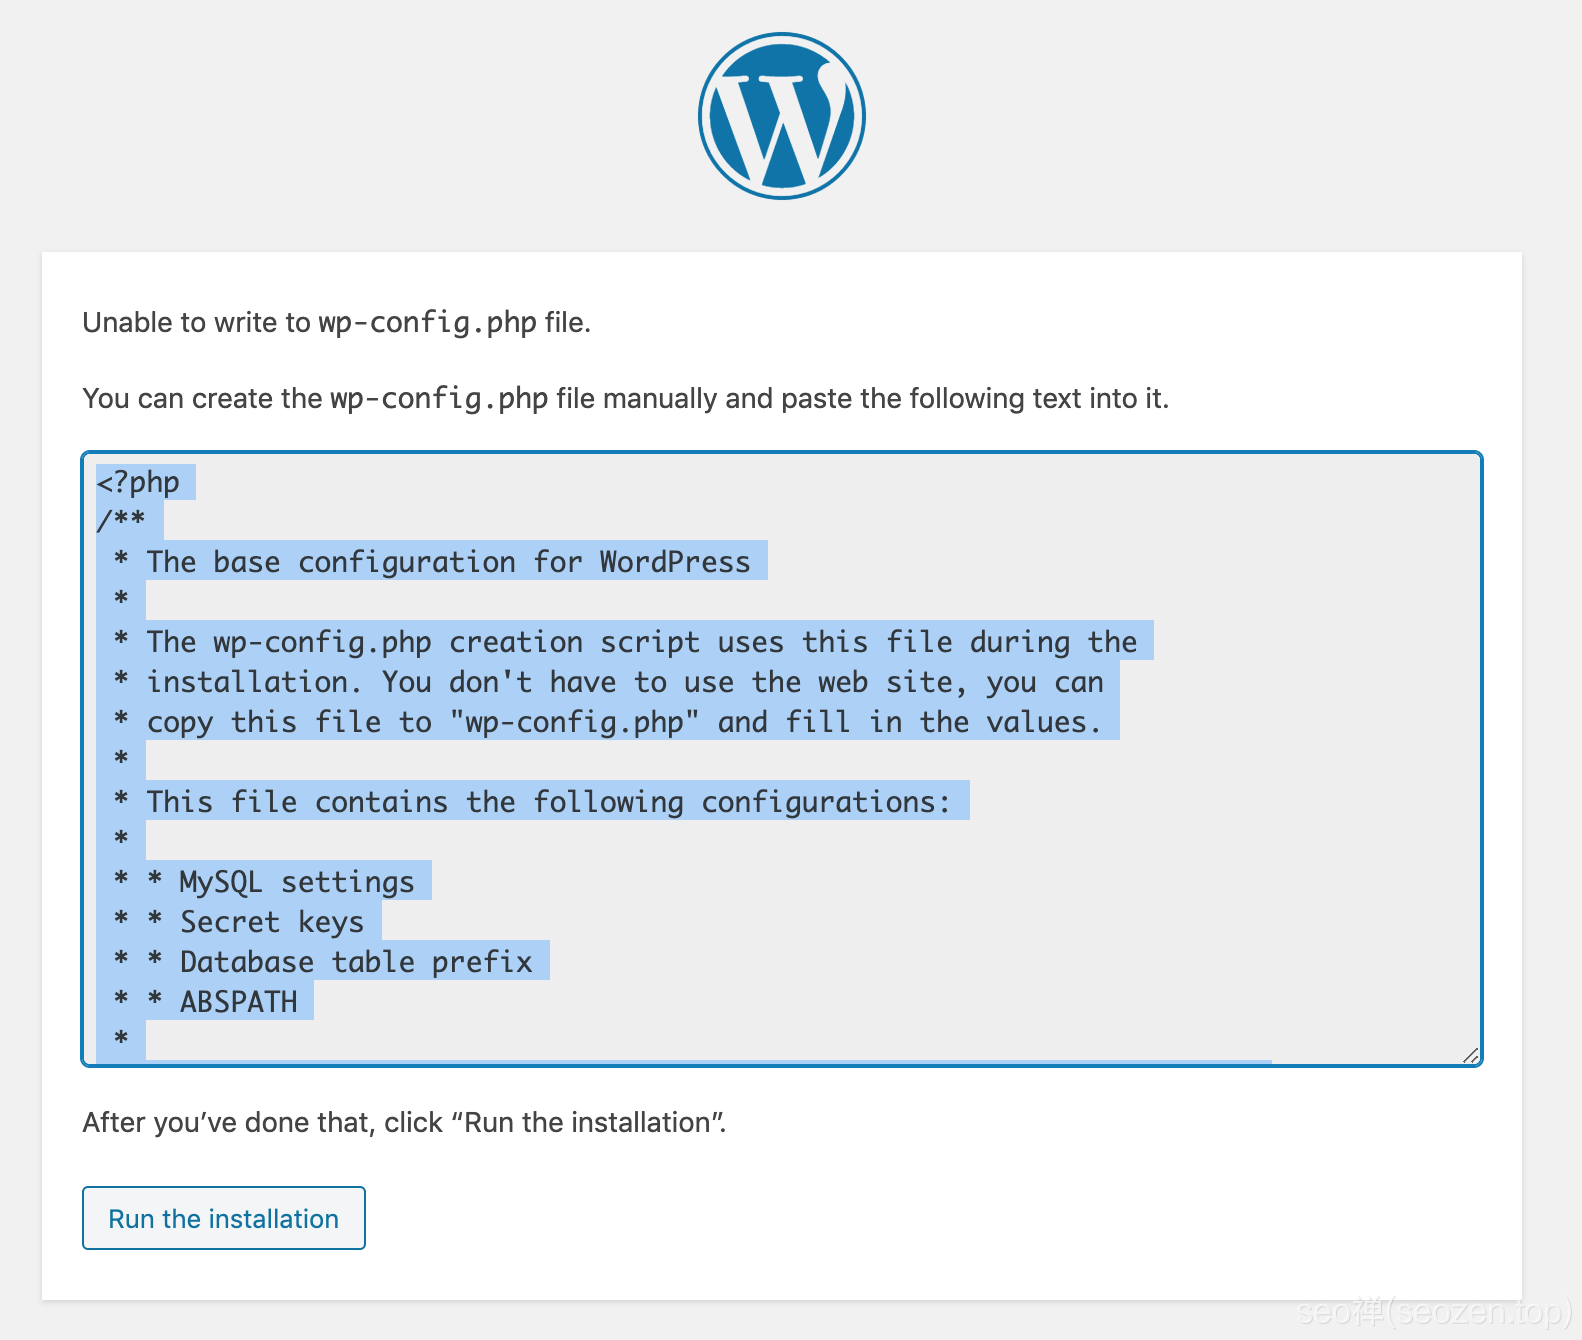 Unable to write to wp-config.php file.
You can create the wp-config.php file manually and paste the following text into it.
<?php
/**
 * The base configuration for WordPress
 *
 * The wp-config.php creation script uses this file during the
 * installation. You don't have to use the web site, you can
 * copy this file to "wp-config.php" and fill in the values.
 *
 * This file contains the following configurations:
 *
 * * MySQL settings
 * * Secret keys
 * * Database table prefix
 * * ABSPATH
 *
After you’ve done that, click “Run the installation”.
Run the installation
seo禅(seozen.top)